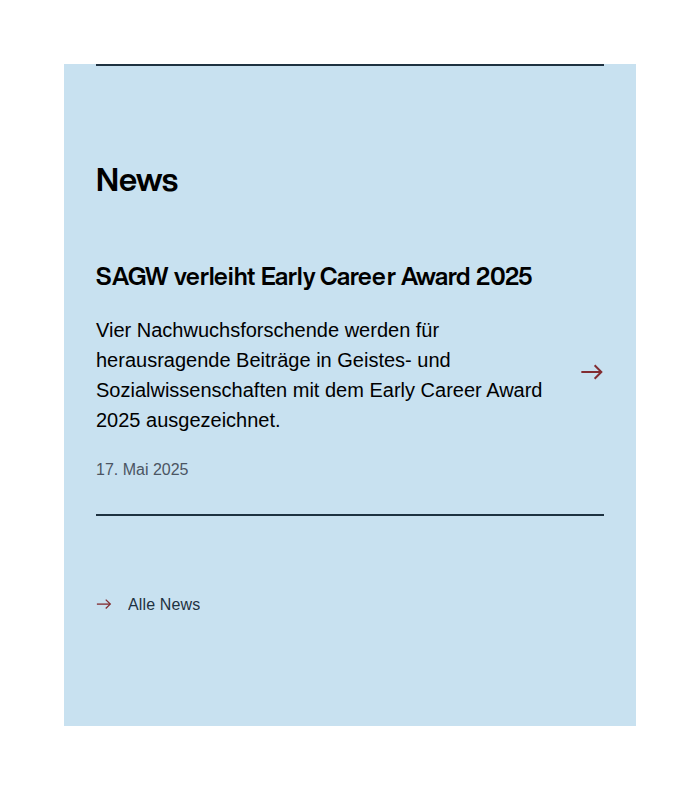 News
SAGW verleiht Early Career Award 2025
Vier Nachwuchsforschende werden für
herausragende Beiträge in Geistes- und
Sozialwissenschaften mit dem Early Career Award
2025 ausgezeichnet.
17. Mai 2025
Alle News